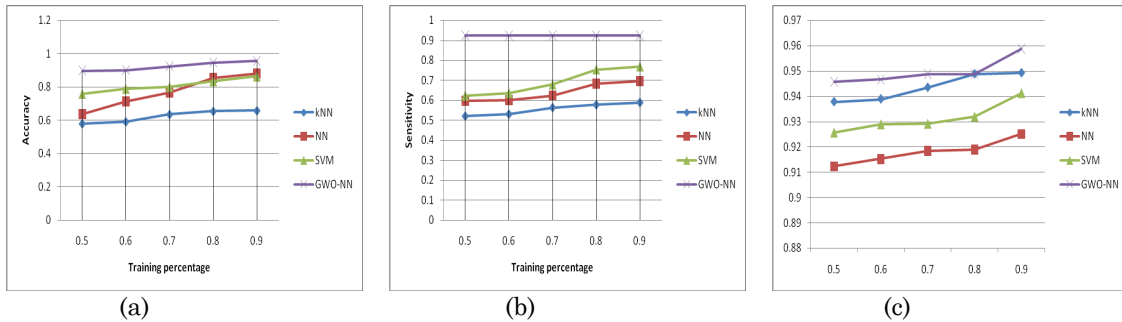 1.2
1
0.8
0.6
0.4
0.2
0
Accuracy
0.5 0.6 0.7 0.8 0.9
Training percentage
kNN
NN
SVM
GWO-NN
(a)
1
0.9
0.8
0.7
0.6
0.5
0.4
0.3
0.2
0.1
0
Sensitivity
0.5 0.6 0.7 0.8 0.9
Training percentage
kNN
NN
SVM
GWO-NN
(b)
0.97
0.96
0.95
0.94
0.93
0.92
0.91
0.9
0.89
0.88
0.5 0.6 0.7 0.8 0.9
kNN
NN
SVM
GWO-NN
(c)